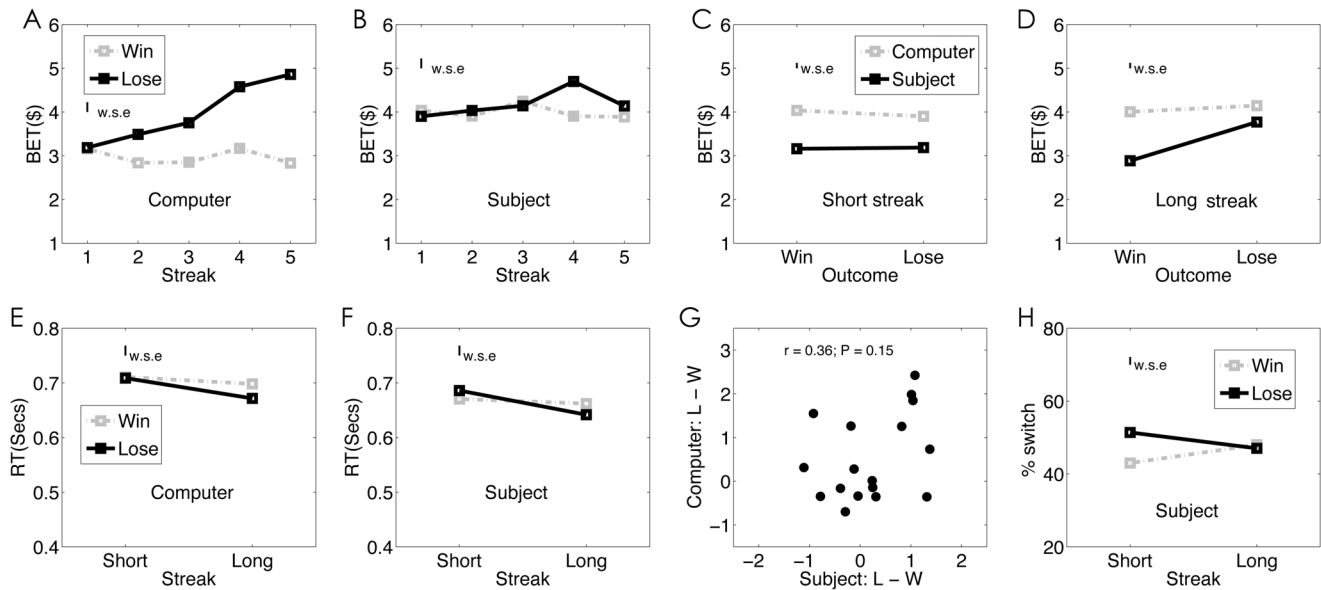 A
BET($)
6
5
4
3
2
1
Win
Lose
w.s.e
Computer
1 2 3 4 5
Streak
B
BET($)
6
5
4
3
2
1
w.s.e
Subject
1 2 3 4 5
Streak
C
BET($)
6
5
4
3
2
1
w.s.e
Computer
Subject
Short streak
Win Lose
Outcome
D
BET($)
6
5
4
3
2
1
w.s.e
Long streak
Win Lose
Outcome
E
RT(Secs)
0.8
0.7
0.6
0.5
0.4
w.s.e
Win
Lose
Computer
Short Long
Streak
F
RT(Secs)
0.8
0.7
0.6
0.5
0.4
w.s.e
Subject
Short Long
Streak
G
Computer: L − W
3
2
1
0
−1
r = 0.36; P = 0.15
−2 −1 0 1 2
Subject: L − W
H
% switch
80
60
40
20
w.s.e
Win
Lose
Subject
Short Long
Streak